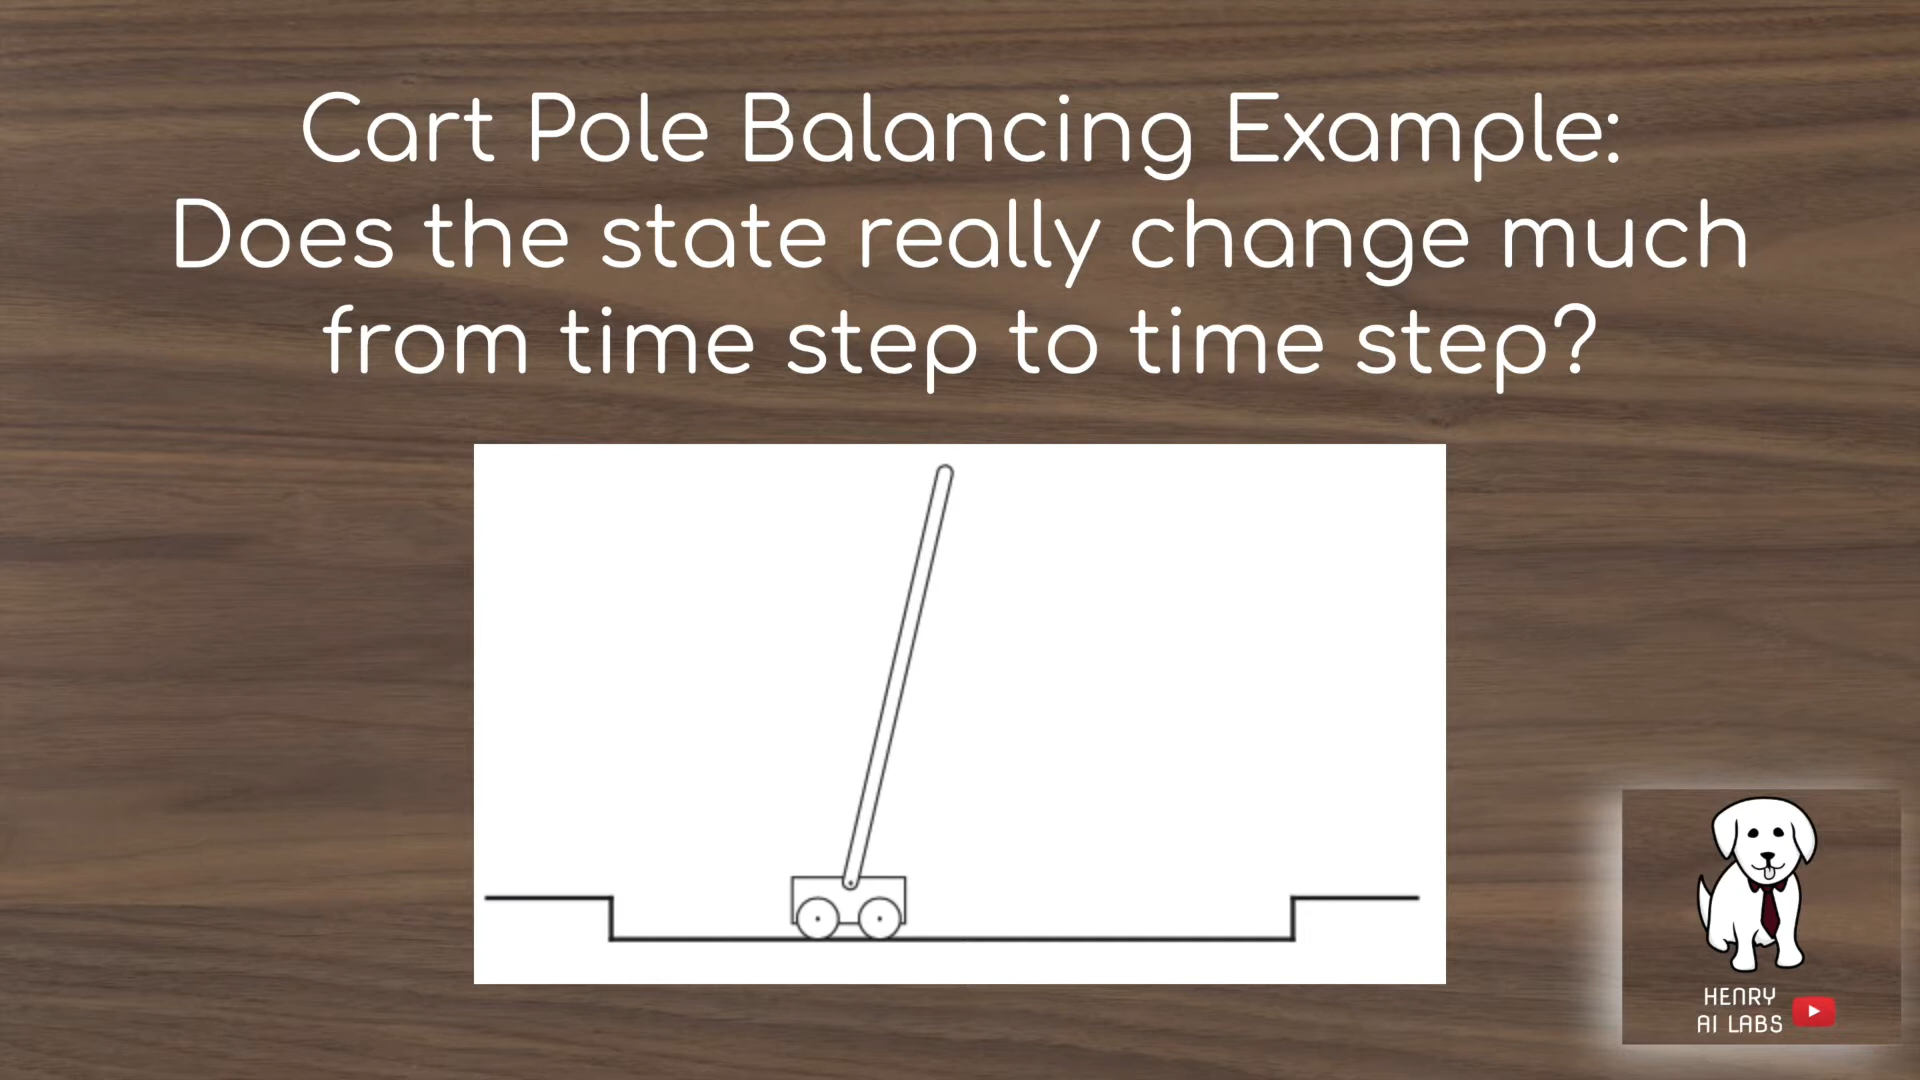 Cart Pole Balancing Example:
Does the state really change much
from time step to time step?
HENRY
AI LABS